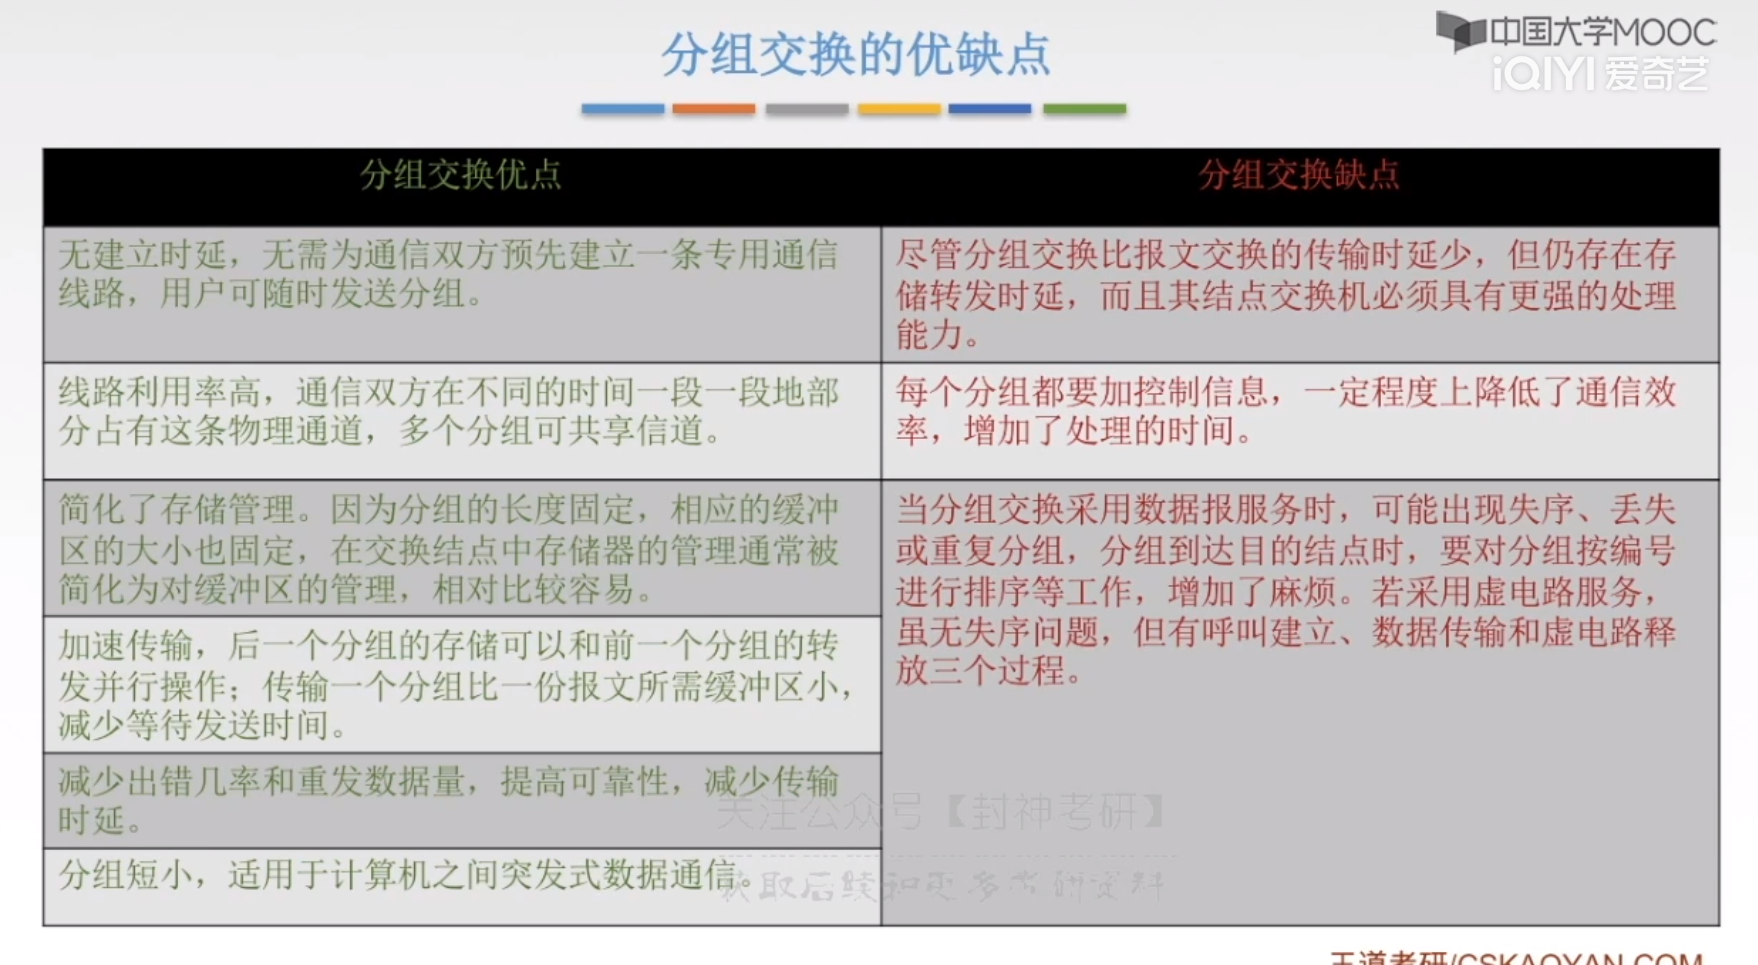 分组交换的优缺点
中国大学MOOC
iQIYI 爱奇艺
分组交换优点
分组交换缺点
无建立时延，无需为通信双方预先建立一条专用通信
线路，用户可随时发送分组。
尽管分组交换比报文交换的传输时延少，但仍存在存
储转发时延，而且其结点交换机必须具有更强的处理
能力。
线路利用率高，通信双方在不同的时间一段一段地部
分占有这条物理通道，多个分组可共享信道。
每个分组都要加控制信息，一定程度上降低了通信效
率，增加了处理的时间。
简化了存储管理。因为分组的长度固定，相应的缓冲
区的大小也固定，在交换结点中存储器的管理通常被
简化为对缓冲区的管理，相对比较容易。
当分组交换采用数据报服务时，可能出现失序、丢失
或重复分组，分组到达目的结点时，要对分组按编号
进行排序等工作，增加了麻烦。若采用虚电路服务，
虽无失序问题，但有呼叫建立、数据传输和虚电路释
放三个过程。
加速传输，后一个分组的存储可以和前一个分组的转
发并行操作；传输一个分组比一份报文所需缓冲区小，
减少等待发送时间。
减少出错几率和重发数据量，提高可靠性，减少传输
时延。
分组短小，适用于计算机之间突发式数据通信。
关注公众号【封神考研】
王道考研/CSKAOYAN.COM